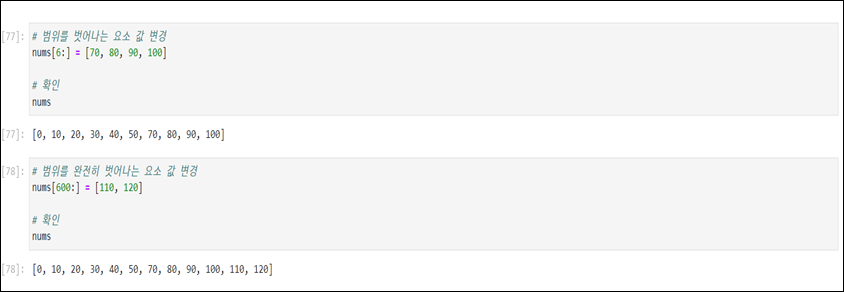 [77]: # 범위를 벗어나는 요소 값 변경
nums[6:] = [70, 80, 90, 100]
# 확인
nums
[77]: [0, 10, 20, 30, 40, 50, 70, 80, 90, 100]
[78]: # 범위를 완전히 벗어나는 요소 값 변경
nums[600:] = [110, 120]
# 확인
nums
[78]: [0, 10, 20, 30, 40, 50, 70, 80, 90, 100, 110, 120]